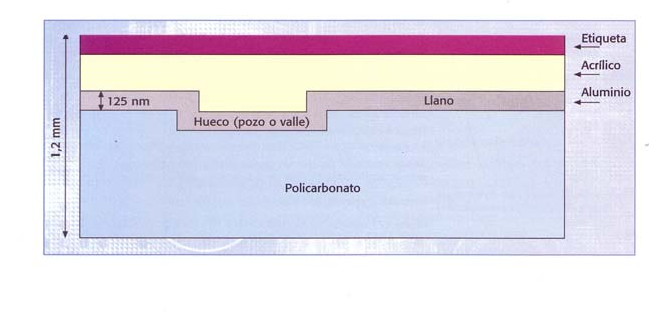 Etiqueta
Acrílico
Aluminio
125 nm
Llano
Hueco (pozo o valle)
1,2 mm
Policarbonato